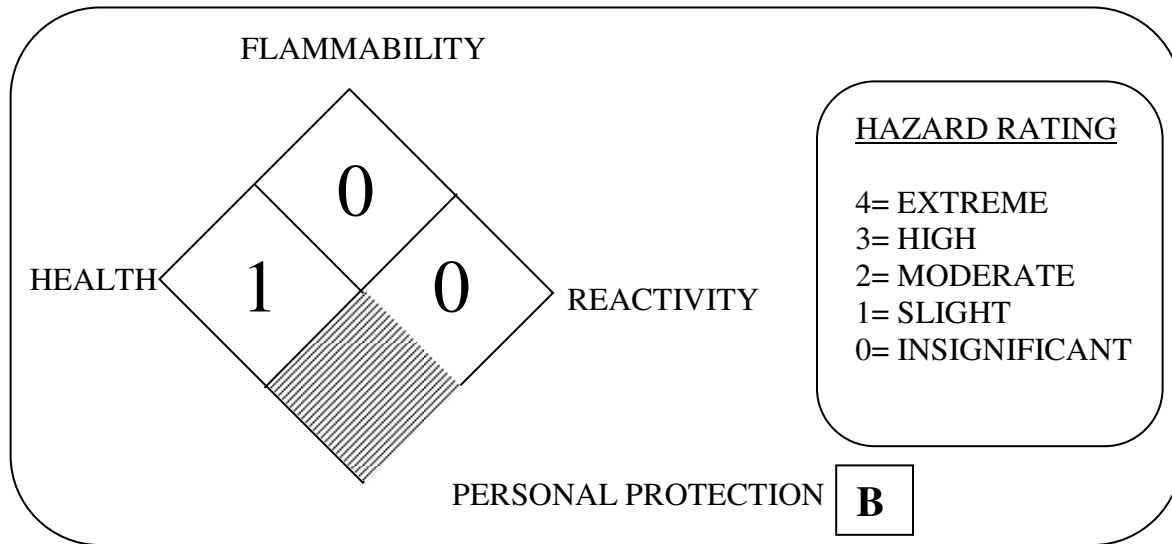 FLAMMABILITY
0
HEALTH
1
0
REACTIVITY
PERSONAL PROTECTION B
HAZARD RATING
4= EXTREME
3= HIGH
2= MODERATE
1= SLIGHT
0= INSIGNIFICANT